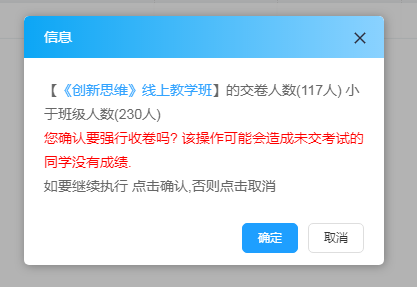 信息
【《创新思维》线上教学班】的交卷人数(117人) 小
于班级人数(230人)
您确认要强行收卷吗? 该操作可能会造成未交考试的
同学没有成绩.
如要继续执行 点击确认,否则点击取消
确定 取消